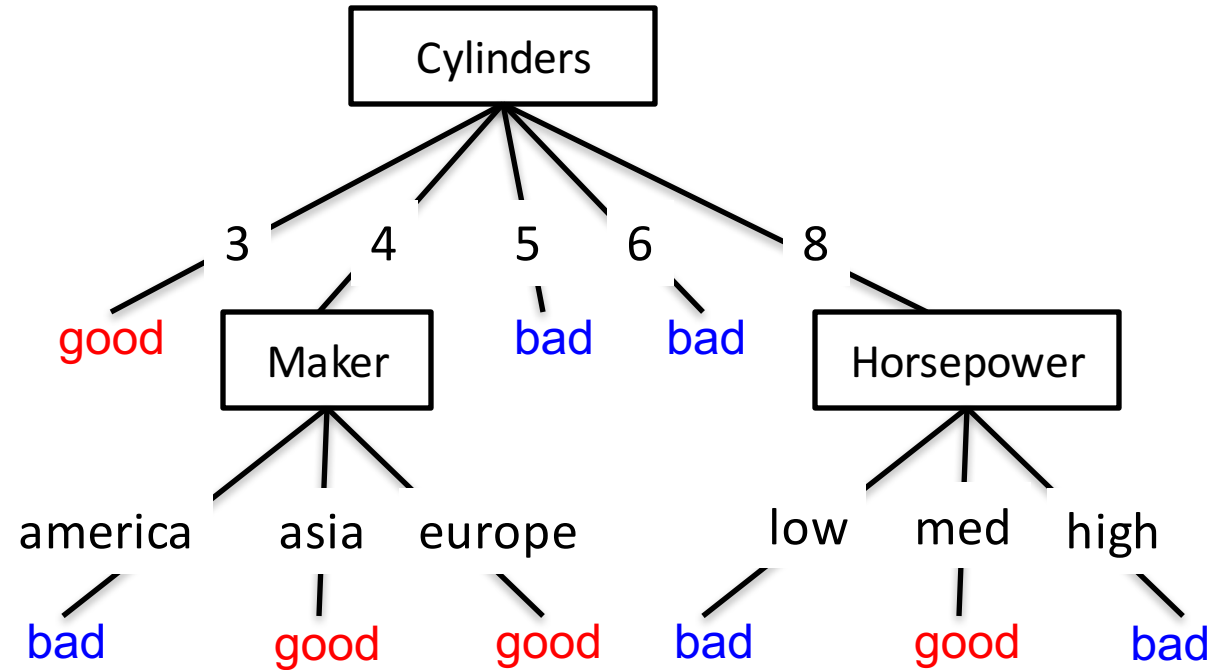 Cylinders
3 4 5 6 8
good bad bad
Maker Horsepower
america asia europe low med high
bad good good bad good bad